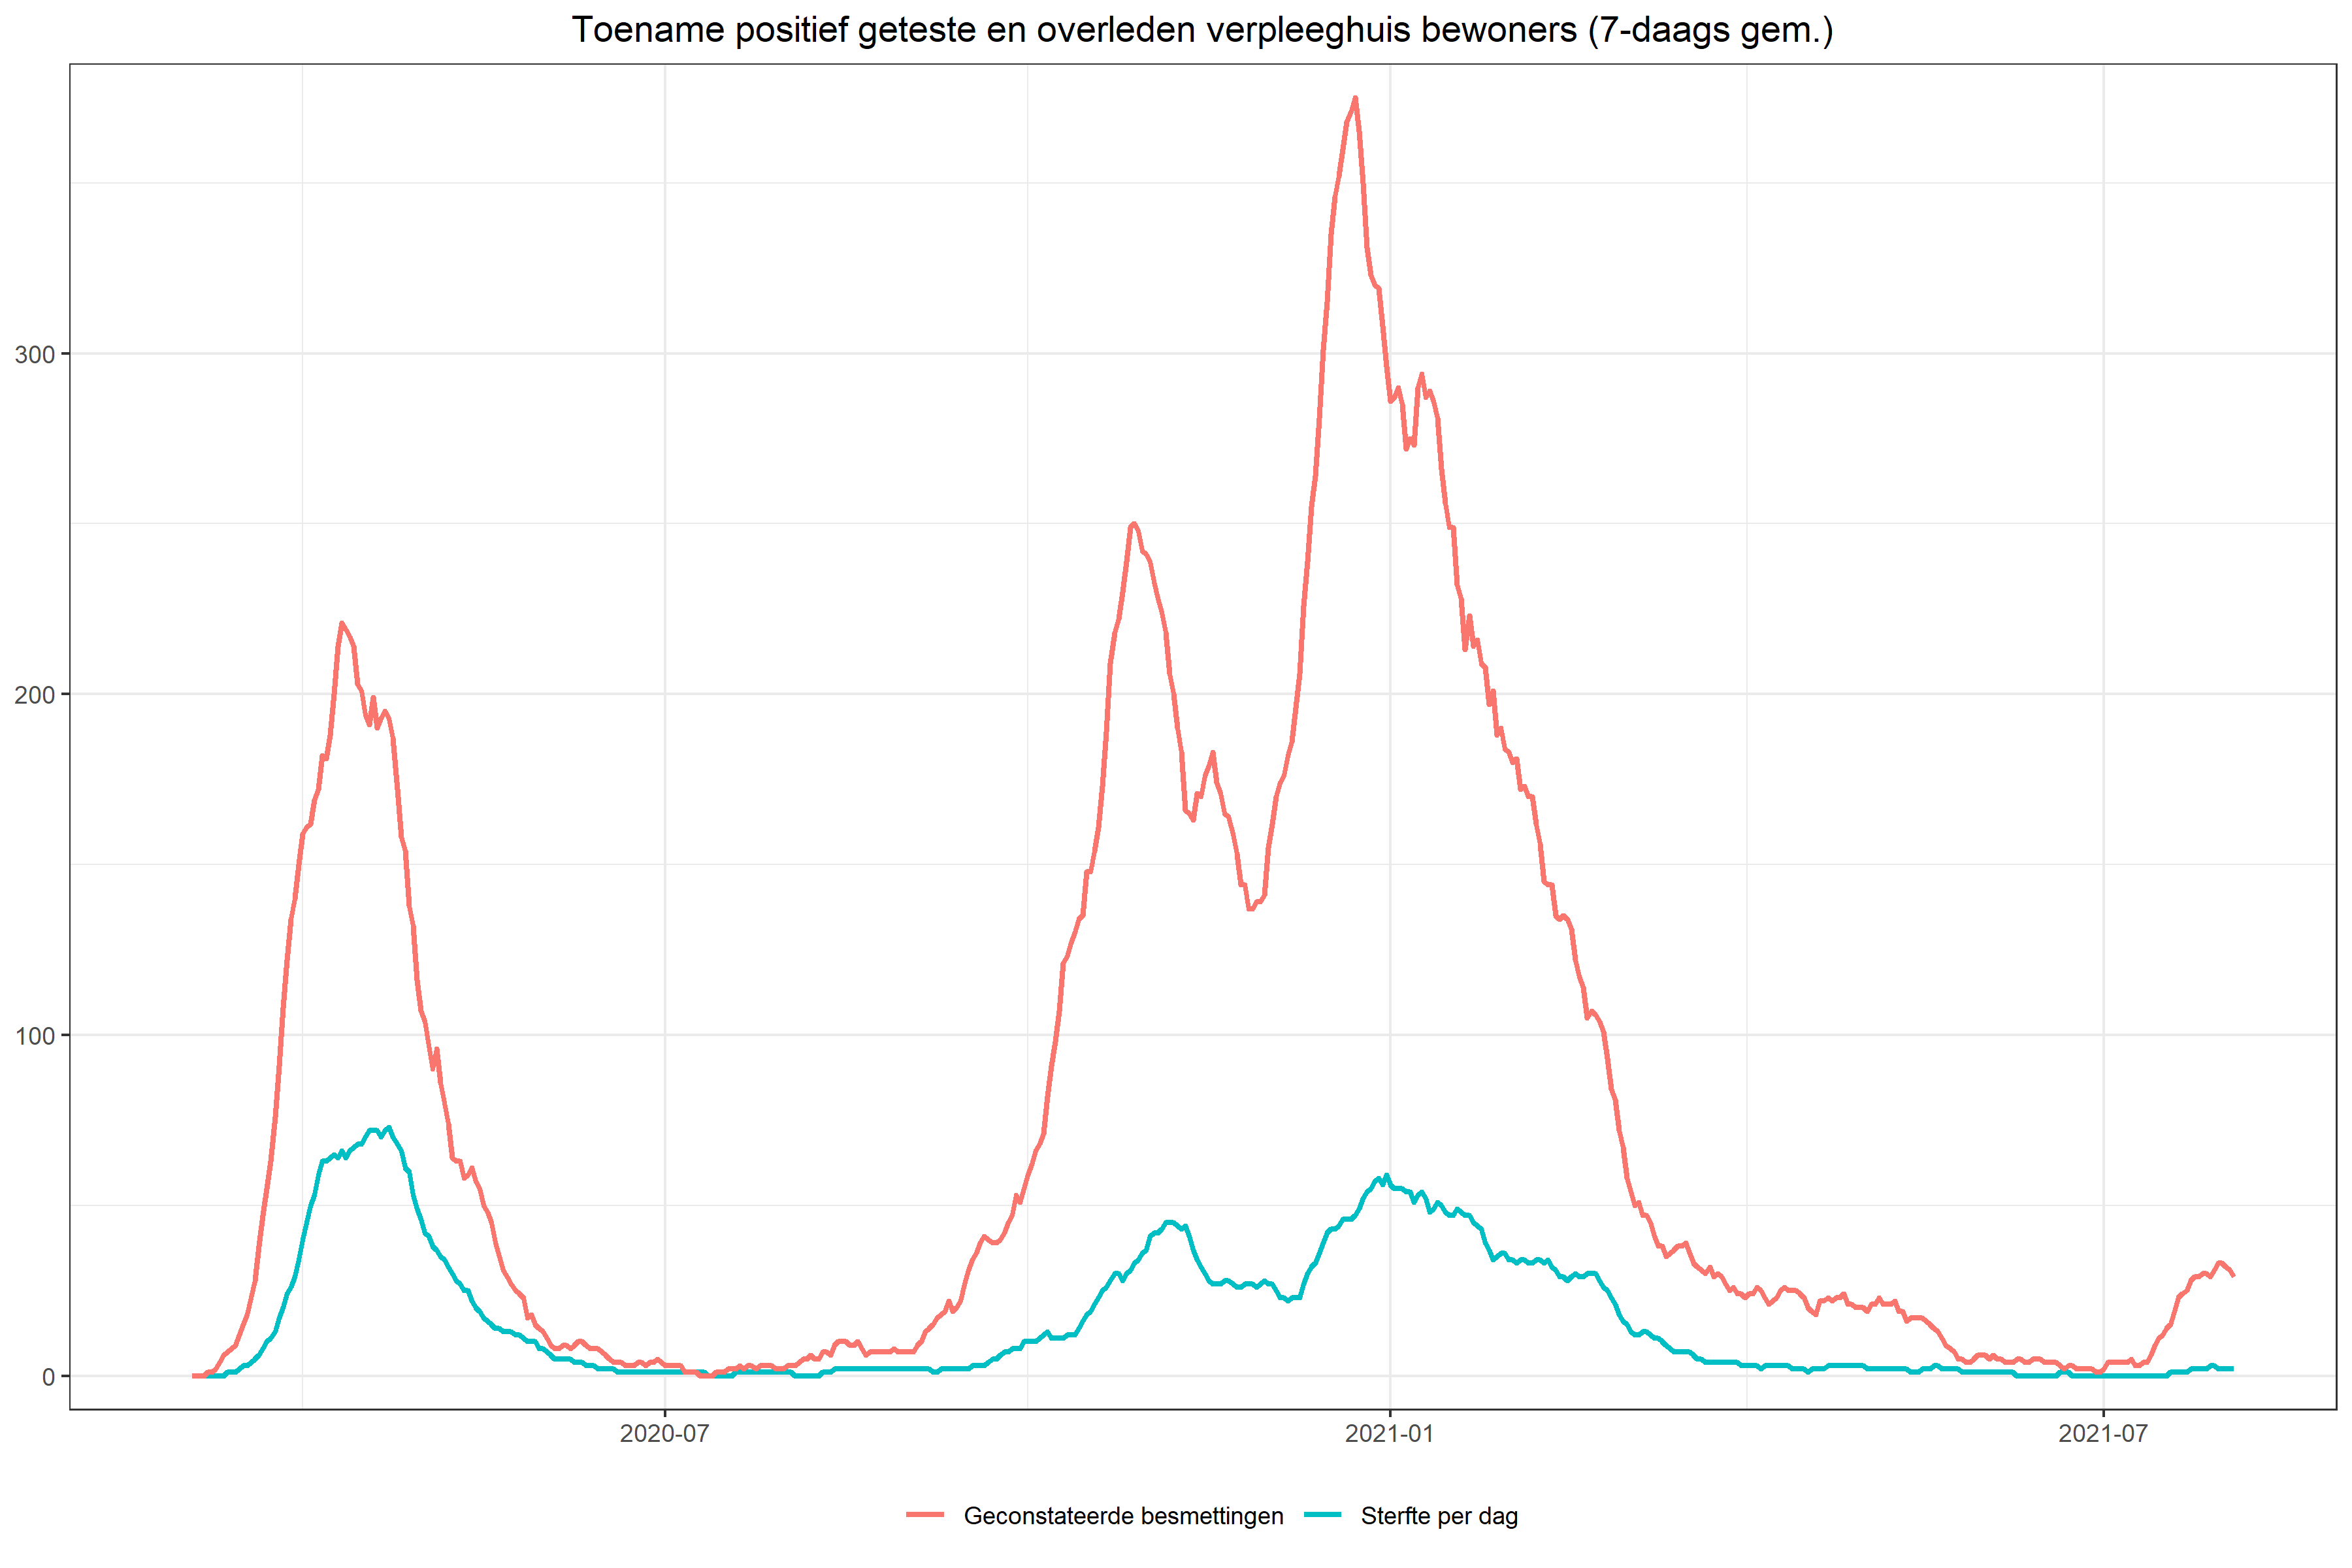 Toename positief geteste en overleden verpleeghuis bewoners (7-daags gem.)
300
200
100
0
2020-07 2021-01 2021-07
Geconstateerde besmettingen Sterfte per dag